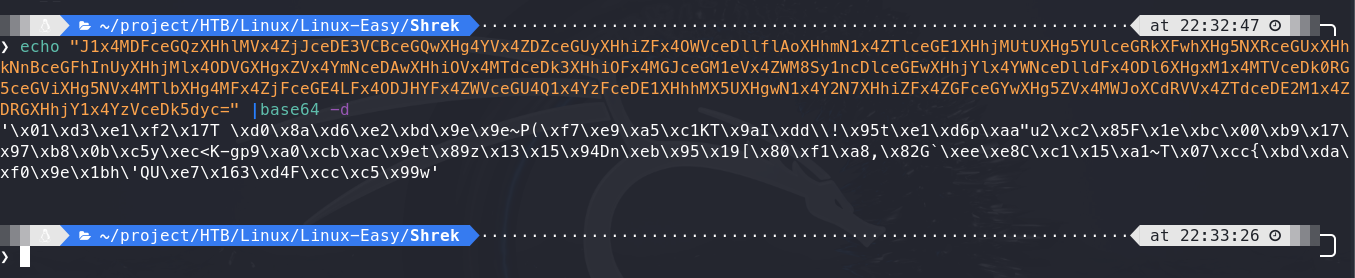 ~/project/HTB/Linux/Linux-Easy/Shrek at 22:32:47
❯ echo "J1x4MDFceGQzXHhlMVx4ZjJceDE3VCBceGQwXHg4YVx4ZDZceGUyXHhiZFx4OWVceDllflAoXHhmN1x4ZTlceGE1XHhjMUtUXHg5YUlceGRkXFwhXHg5NXRceGUxXHh
kNnBceGFhInUyXHhjMlx4ODVGXHgxZVx4YmNceDAwXHhiOVx4MTdceDk3XHhiOFx4MGJceGM1eVx4ZWM8Sy1ncDlceGEwXHhjYlx4YWNceDlldFx4ODl6XHgxM1x4MTVceDk0RG
5ceGViXHg5NVx4MTlbXHg4MFx4ZjFceGE4LFx4ODJHYFx4ZWVceGU4Q1x4YzFceDE1XHhhMX5UXHgwN1x4Y2N7XHhiZFx4ZGFceGYwXHg5ZVx4MWJoXCdRVVx4ZTdceDE2M1x4Z
DRGXHhjY1x4YzVceDk5dyc=" |base64 -d
'\x01\xd3\xe1\xf2\x17T \xd0\x8a\xd6\xe2\xbd\x9e\x9e~P(\xf7\xe9\xa5\xc1KT\x9aI\xdd\\!\x95t\xe1\xd6p\xaa"u2\xc2\x85F\x1e\xbc\x00\xb9\x17\
x97\xb8\x0b\xc5y\xec<K-gp9\xa0\xcb\xac\x9et\x89z\x13\x15\x94Dn\xeb\x95\x19[\x80\xf1\xa8,\x82G`\xee\xe8C\xc1\x15\xa1~T\x07\xcc{\xbd\xda\
xf0\x9e\x1bh\'QU\xe7\x163\xd4F\xcc\xc5\x99w'
~/project/HTB/Linux/Linux-Easy/Shrek at 22:33:26
❯